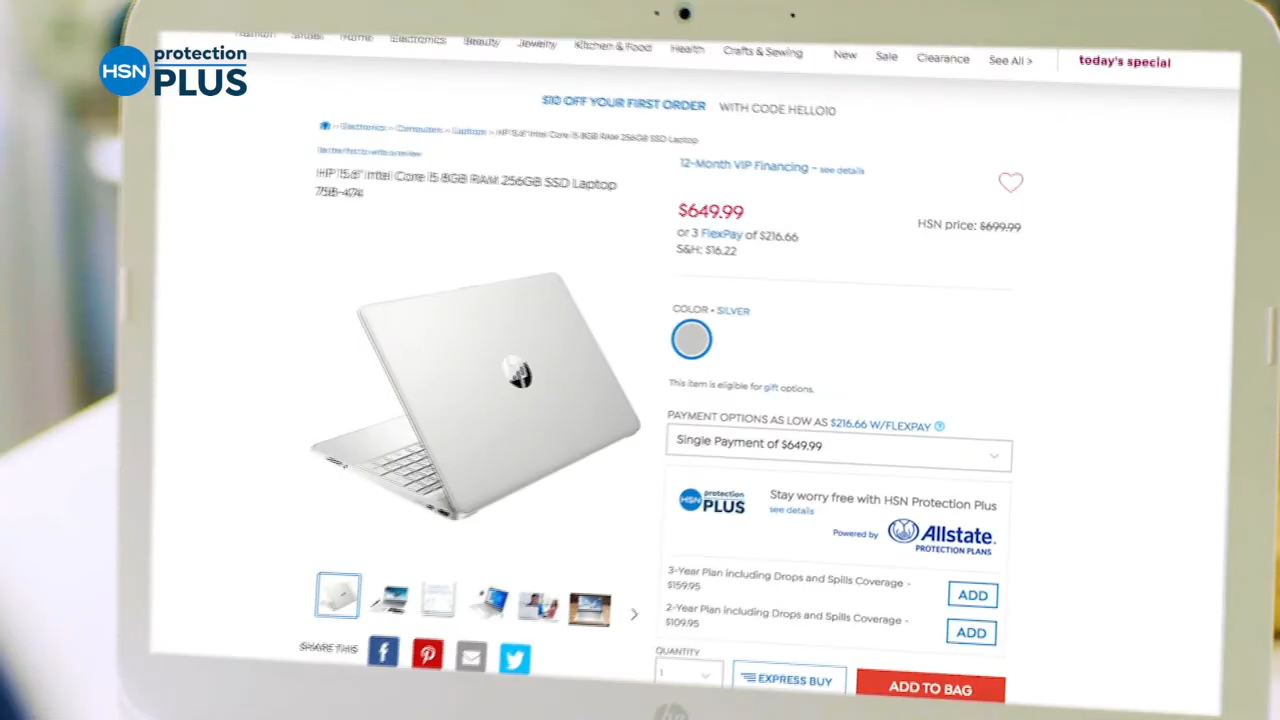 HSN protection PLUS
Fashion Shoes Home Electronics Beauty Jewelry Kitchen & Food Health Crafts & Sewing New Sale Clearance See All > today's special
$10 OFF YOUR FIRST ORDER WITH CODE HELLO10
> Electronics > Computers > Laptops > HP 15.6" Intel Core i5 8GB RAM 256GB SSD Laptop
Be the first to write a review
HP 15.6" Intel Core i5 8GB RAM 256GB SSD Laptop
758-474
12-Month VIP Financing - see details
$649.99
HSN price: $699.99
or 3 FlexPay of $216.66
S&H: $16.22
COLOR • SILVER
This item is eligible for gift options.
PAYMENT OPTIONS AS LOW AS $216.66 W/FLEXPAY ?
Single Payment of $649.99
HSN protection PLUS
Stay worry free with HSN Protection Plus
see details
Powered by Allstate.
PROTECTION PLANS
3-Year Plan including Drops and Spills Coverage -
$159.95
ADD
2-Year Plan including Drops and Spills Coverage -
$109.95
ADD
SHARE THIS
QUANTITY
1
EXPRESS BUY
ADD TO BAG
hp